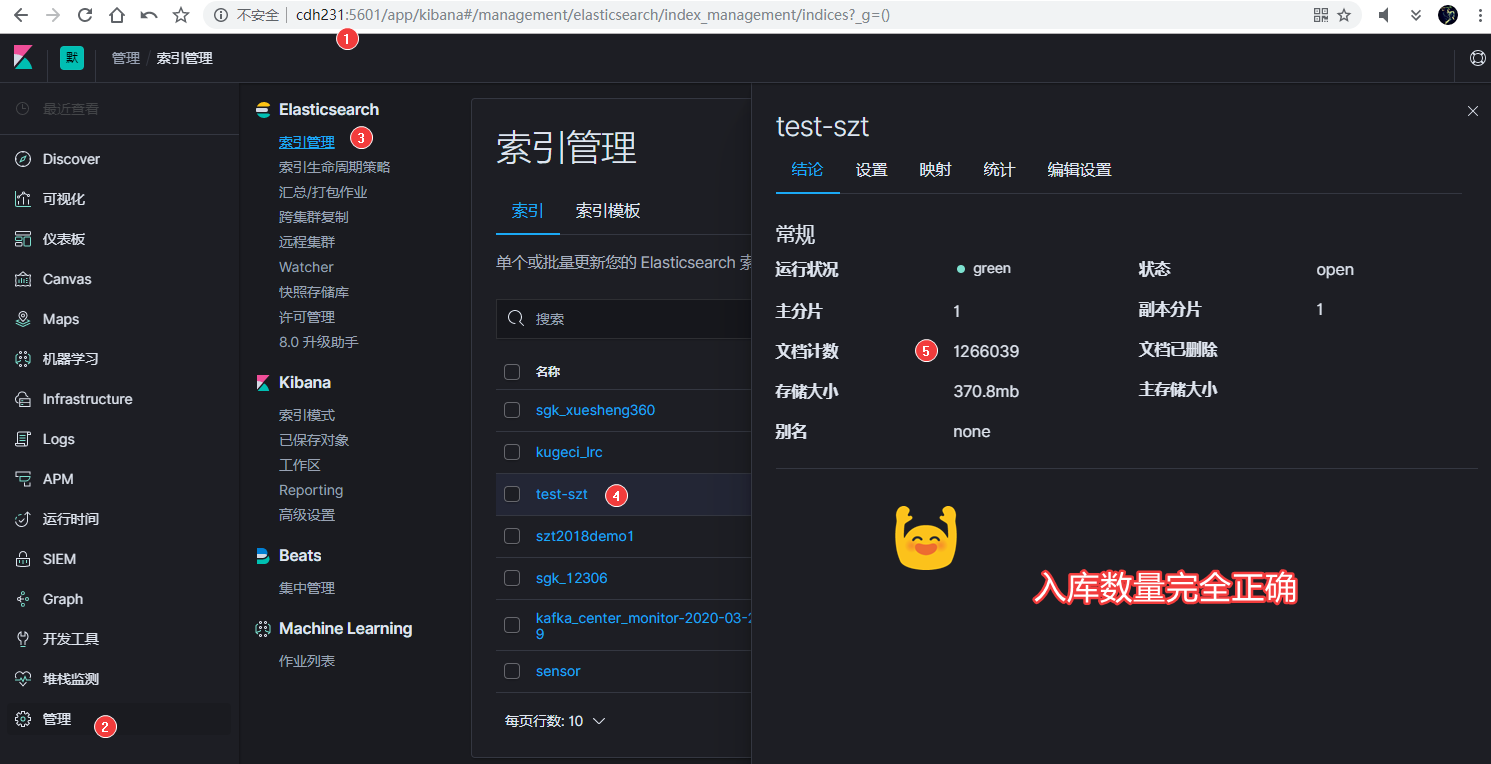 不安全 cdh231:5601/app/kibana#/management/elasticsearch/index_management/indices?_g=()
1
默 管理 / 索引管理
最近查看
Discover
可视化
仪表板
Canvas
Maps
机器学习
Infrastructure
Logs
APM
运行时间
SIEM
Graph
开发工具
堆栈监测
管理 2
Elasticsearch
索引管理 3
索引生命周期策略
汇总/打包作业
跨集群复制
远程集群
Watcher
快照存储库
许可管理
8.0 升级助手
Kibana
索引模式
已保存对象
工作区
Reporting
高级设置
Beats
集中管理
Machine Learning
作业列表
索引管理
索引 索引模板
单个或批量更新您的 Elasticsearch 索
搜索
名称
sgk_xuesheng360
kugeci_lrc
test-szt 4
szt2018demo1
sgk_12306
kafka_center_monitor-2020-03-2
9
sensor
每页行数: 10
test-szt
结论 设置 映射 统计 编辑设置
常规
运行状况 green 状态 open
主分片 1 副本分片 1
文档计数 5 1266039 文档已删除
存储大小 370.8mb 主存储大小
别名 none
入库数量完全正确